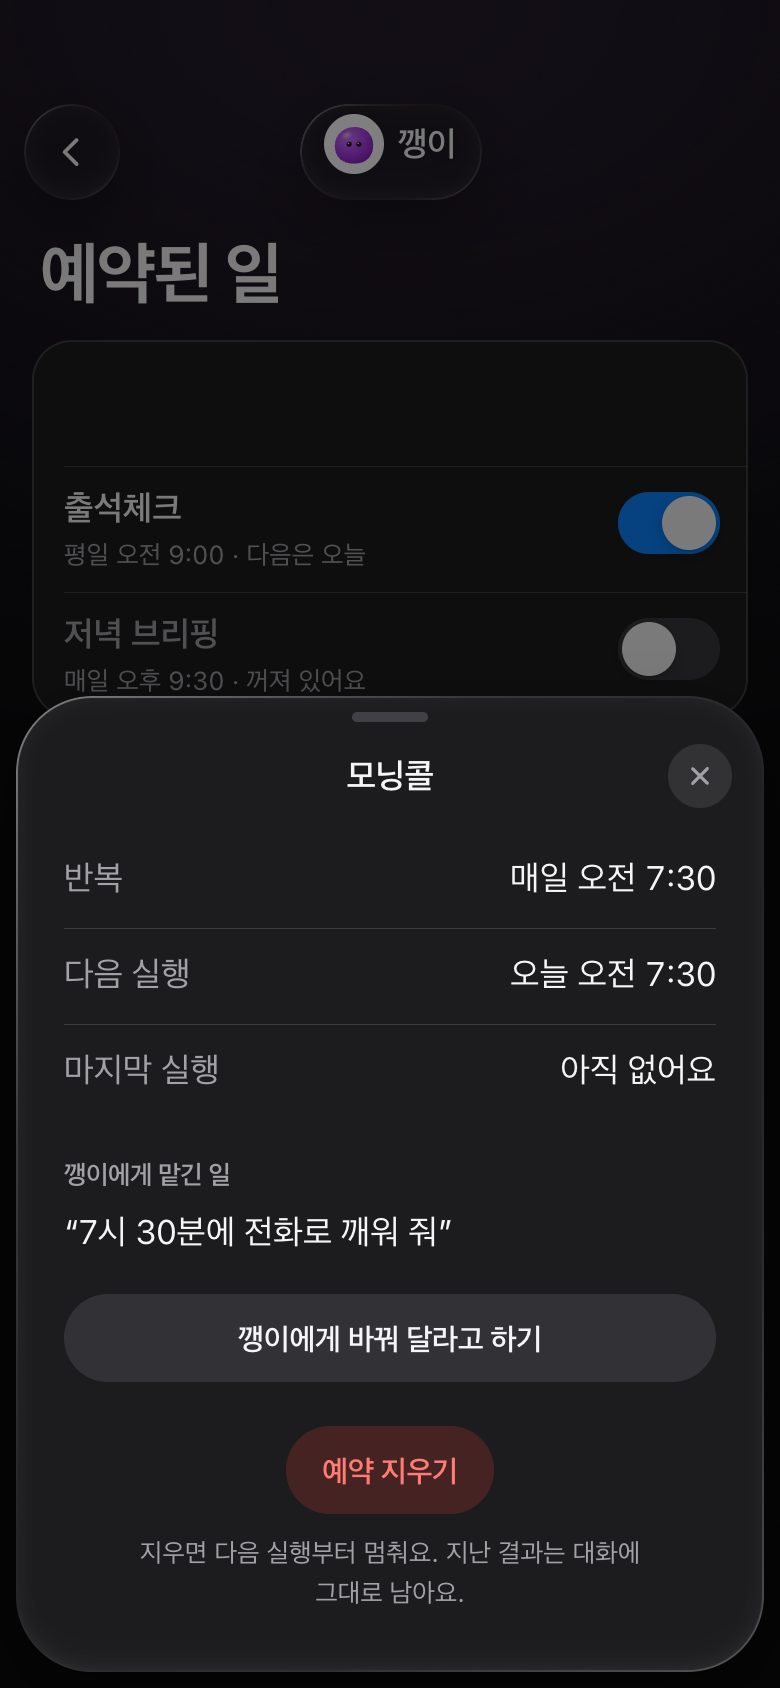 깽이
예약된 일
출석체크
평일 오전 9:00 · 다음은 오늘
저녁 브리핑
매일 오후 9:30 · 꺼져 있어요
모닝콜
반복 매일 오전 7:30
다음 실행 오늘 오전 7:30
마지막 실행 아직 없어요
깽이에게 맡긴 일
“7시 30분에 전화로 깨워 줘”
깽이에게 바꿔 달라고 하기
예약 지우기
지우면 다음 실행부터 멈춰요. 지난 결과는 대화에
그대로 남아요.